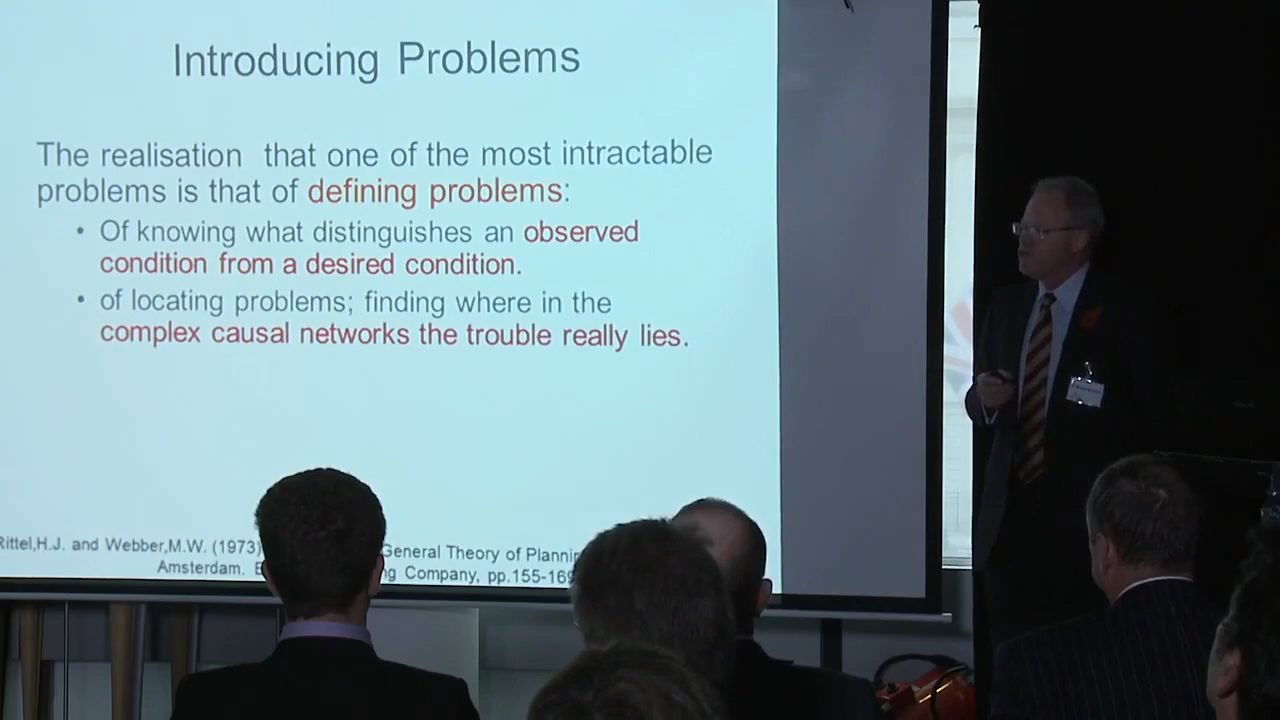 Introducing Problems
The realisation that one of the most intractable
problems is that of defining problems:
• Of knowing what distinguishes an observed
condition from a desired condition.
• of locating problems; finding where in the
complex causal networks the trouble really lies.
Rittel,H.J. and Webber,M.W. (1973) General Theory of
Amsterdam. Company, pp.155-169